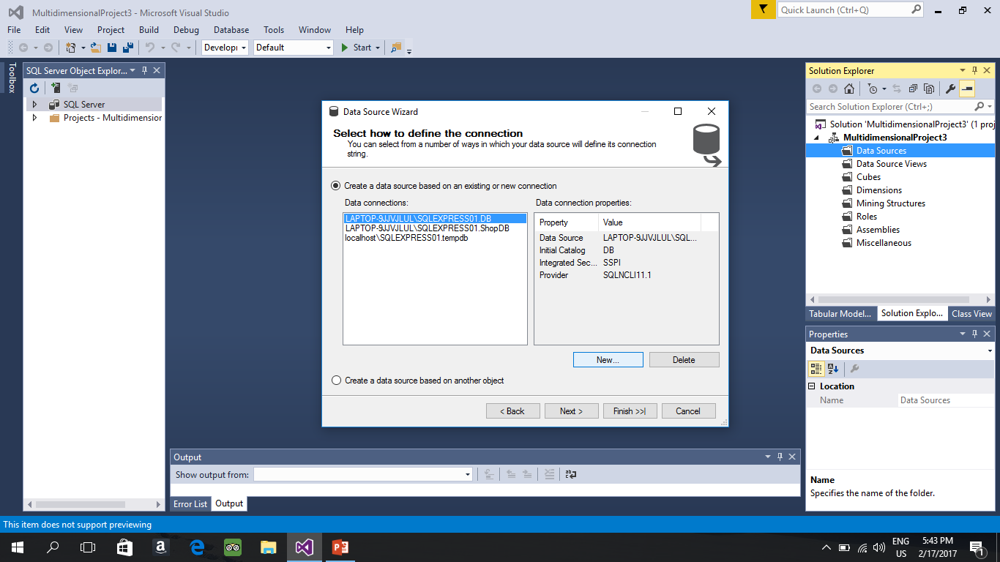 MultidimensionalProject3 - Microsoft Visual Studio
Quick Launch (Ctrl+Q)
File Edit View Project Build Debug Database Tools Window Help
Developı Default Start
Toolbox
SQL Server Object Explor...
SQL Server
Projects - Multidimension
Data Source Wizard
Select how to define the connection
You can select from a number of ways in which your data source will define its connection
string.
Create a data source based on an existing or new connection
Data connections:
LAPTOP-9JJVJLUL\SQLEXPRESS01.DB
LAPTOP-9JJVJLUL\SQLEXPRESS01.ShopDB
localhost\SQLEXPRESS01.tempdb
Data connection properties:
Property Value
Data Source LAPTOP-9JJVJLUL\SQL...
Initial Catalog DB
Integrated Sec... SSPI
Provider SQLNCLI11.1
New... Delete
Create a data source based on another object
< Back Next > Finish >>| Cancel
Output
Show output from:
Error List Output
Solution Explorer
Search Solution Explorer (Ctrl+;)
Solution 'MultidimensionalProject3' (1 proj
MultidimensionalProject3
Data Sources
Data Source Views
Cubes
Dimensions
Mining Structures
Roles
Assemblies
Miscellaneous
Tabular Model... Solution Explo... Class View
Properties
Data Sources
Location
Name Data Sources
Name
Specifies the name of the folder.
This item does not support previewing
ENG
US
5:43 PM
2/17/2017
1